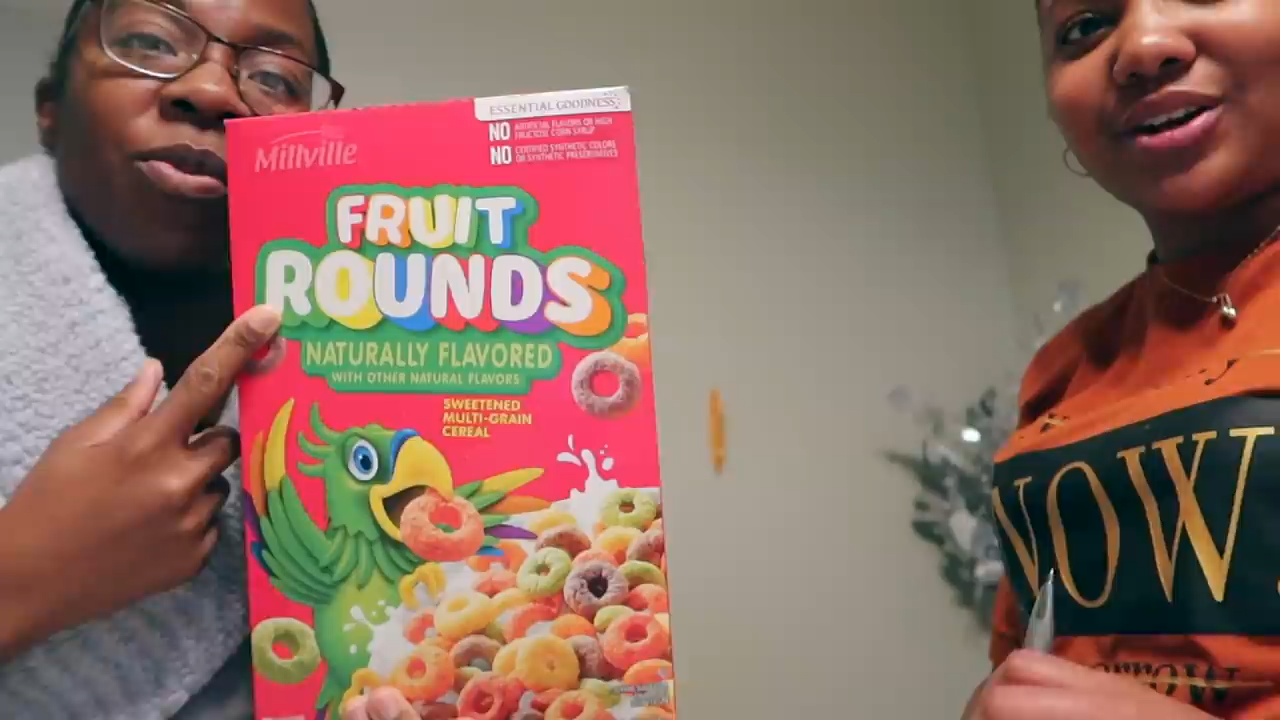 ESSENTIAL GOODNESS
NO ARTIFICIAL FLAVORS OR HIGH
FRUCTOSE CORN SYRUP
NO CERTIFIED SYNTHETIC COLORS
OR SYNTHETIC PRESERVATIVES
Millville
FRUIT
ROUNDS
NATURALLY FLAVORED
WITH OTHER NATURAL FLAVORS
SWEETENED
MULTI-GRAIN
CEREAL
NOW